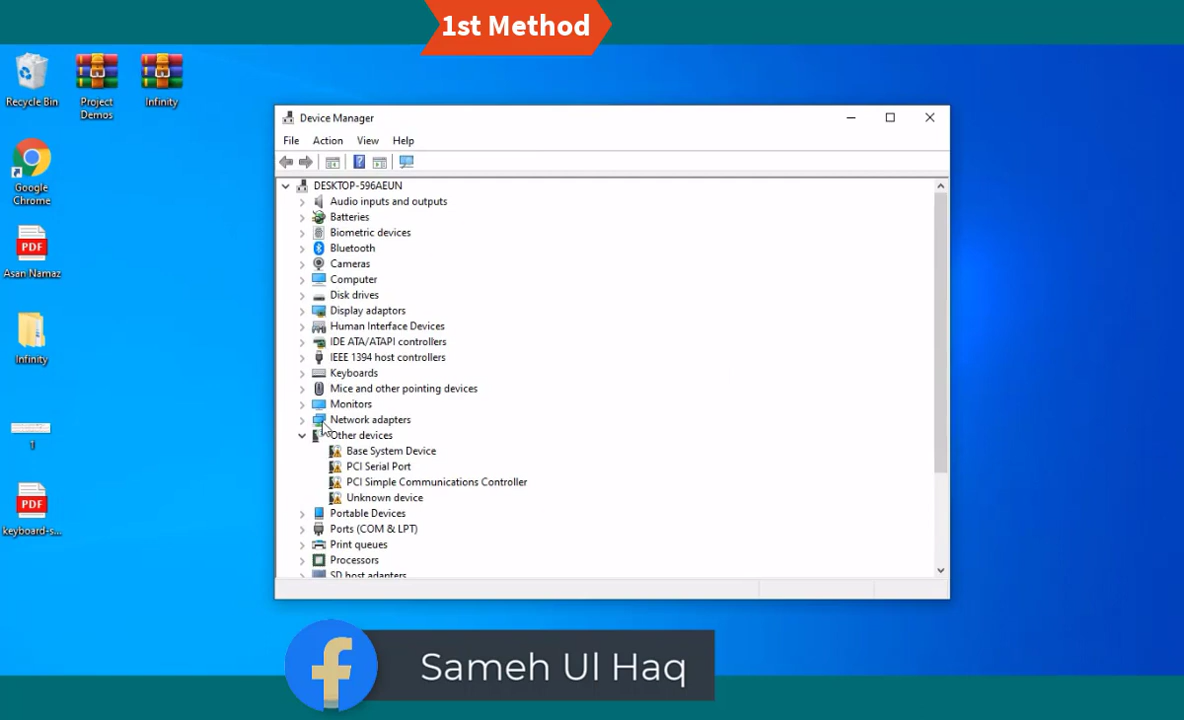 1st Method
Recycle Bin
Project
Demos
Infinity
Google
Chrome
PDF
Asan Namaz
Infinity
1
PDF
keyboard-s...
Device Manager
File Action View Help
DESKTOP-596AEUN
Audio inputs and outputs
Batteries
Biometric devices
Bluetooth
Cameras
Computer
Disk drives
Display adaptors
Human Interface Devices
IDE ATA/ATAPI controllers
IEEE 1394 host controllers
Keyboards
Mice and other pointing devices
Monitors
Network adapters
Other devices
Base System Device
PCI Serial Port
PCI Simple Communications Controller
Unknown device
Portable Devices
Ports (COM & LPT)
Print queues
Processors
SD host adapters
Sameh Ul Haq